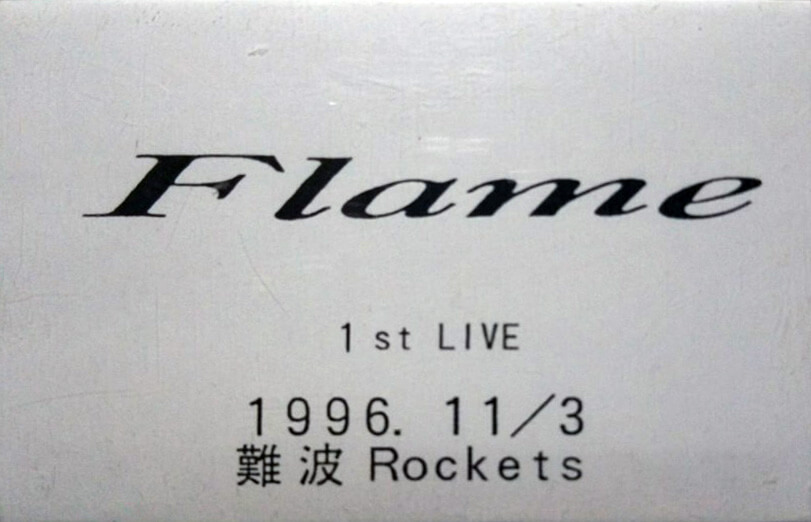 Flame
1st LIVE
1996. 11/3
難波 Rockets